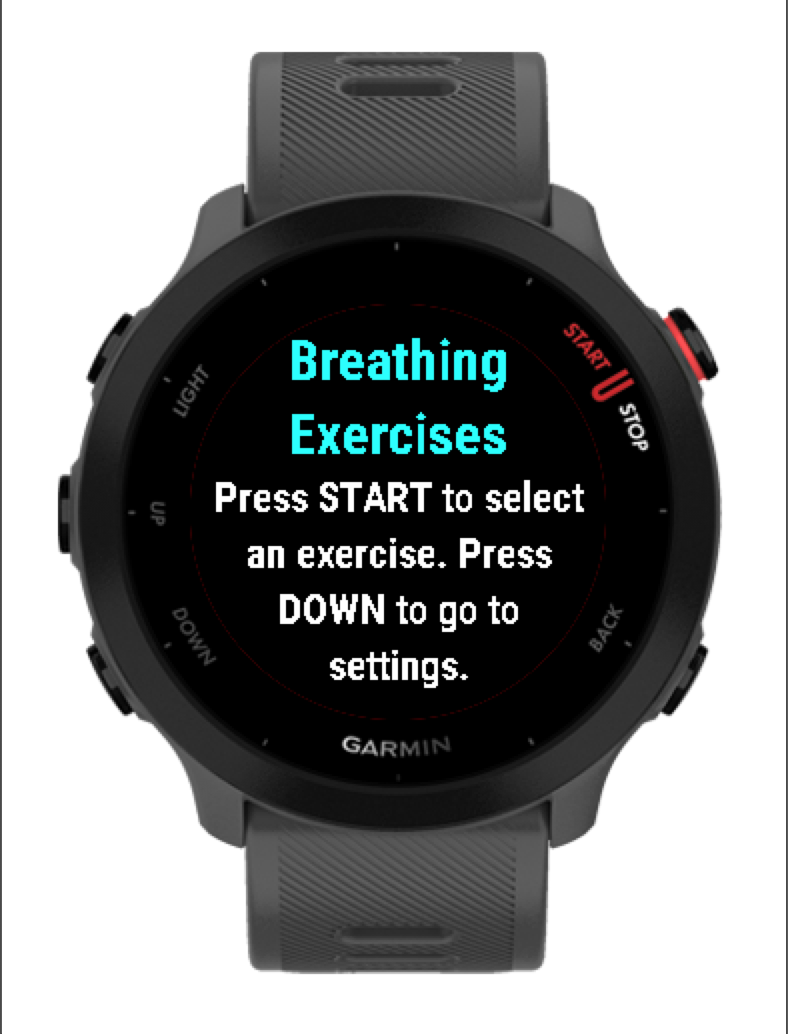 Breathing
Exercises
Press START to select
an exercise. Press
DOWN to go to
settings.
START
STOP
LIGHT
UP
DOWN
BACK
GARMIN